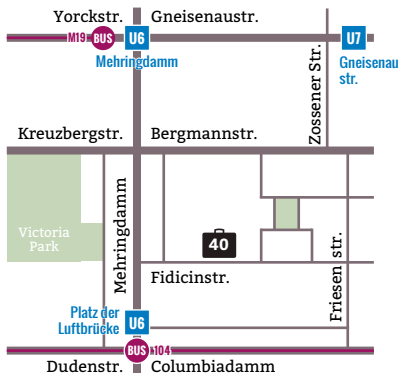 Yorckstr.
Gneisenaustr.
M19 BUS
U6
U7
Mehringdamm
Gneisenau
str.
Zossener Str.
Kreuzbergstr.
Bergmannstr.
Mehringdamm
Victoria
Park
40
Friesen str.
Fidicinstr.
Platz der
Luftbrücke
U6
BUS 104
Dudenstr.
Columbiadamm